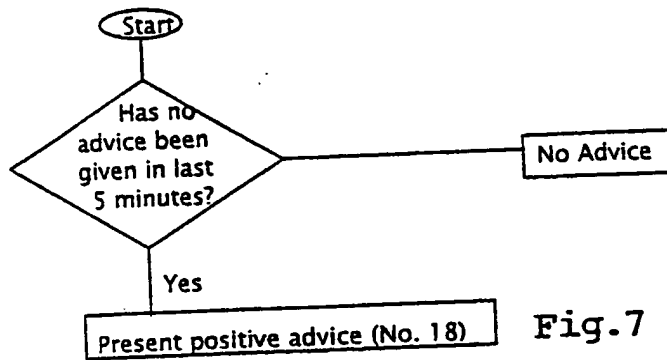 Start
Has no
advice been
given in last
5 minutes?
No Advice
Yes
Present positive advice (No. 18)
Fig.7